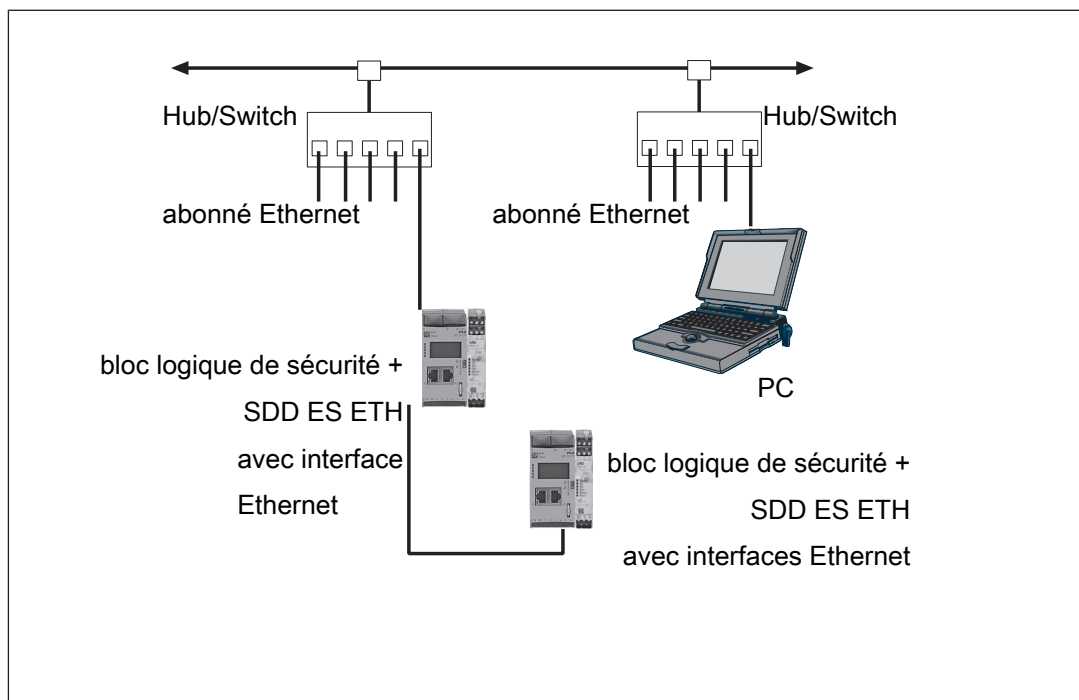 Hub/Switch
Hub/Switch
abonné Ethernet
abonné Ethernet
bloc logique de sécurité +
SDD ES ETH
avec interface
Ethernet
PC
bloc logique de sécurité +
SDD ES ETH
avec interfaces Ethernet